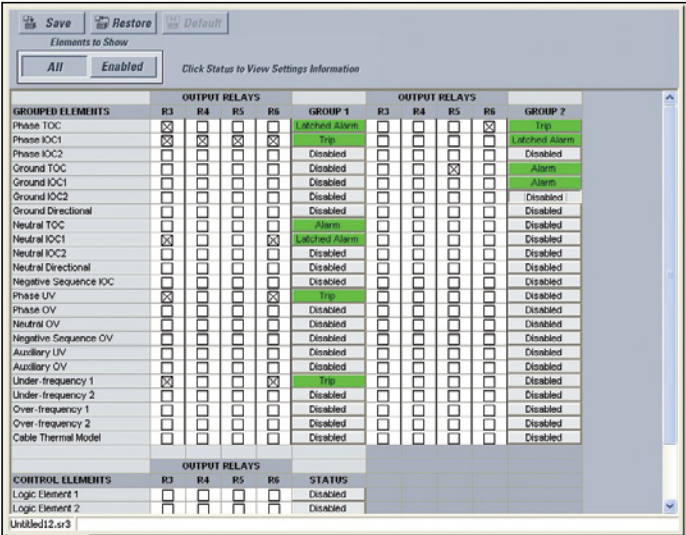 Save Restore Default
Elements to Show
All Enabled Click Status to View Settings Information
OUTPUT RELAYS OUTPUT RELAYS
GROUPED ELEMENTS R3 R4 R5 R6 GROUP 1 R3 R4 R5 R6 GROUP 2
Phase TOC Latched Alarm Trip
Phase IOC1 Trip Latched Alarm
Phase IOC2 Disabled Disabled
Ground TOC Disabled Alarm
Ground IOC1 Disabled Alarm
Ground IOC2 Disabled Disabled
Ground Directional Disabled Disabled
Neutral TOC Alarm Disabled
Neutral IOC1 Latched Alarm Disabled
Neutral IOC2 Disabled Disabled
Neutral Directional Disabled Disabled
Negative Sequence IOC Disabled Disabled
Phase UV Trip Disabled
Phase OV Disabled Disabled
Neutral OV Disabled Disabled
Negative Sequence OV Disabled Disabled
Auxiliary UV Disabled Disabled
Auxiliary OV Disabled Disabled
Under-frequency 1 Trip Disabled
Under-frequency 2 Disabled Disabled
Over-frequency 1 Disabled Disabled
Over-frequency 2 Disabled Disabled
Cable Thermal Model Disabled Disabled
OUTPUT RELAYS
CONTROL ELEMENTS R3 R4 R5 R6 STATUS
Logic Element 1 Disabled
Logic Element 2 Disabled
Untitled12.sr3